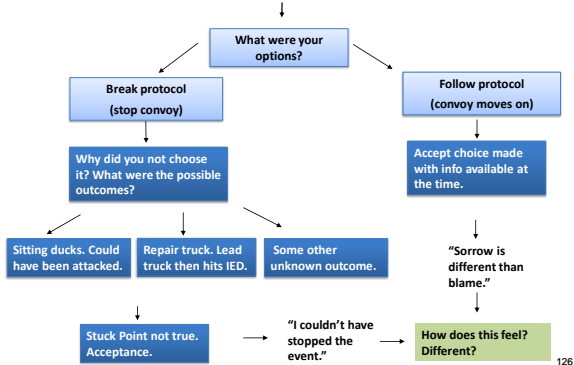 What were your
options?
Break protocol
(stop convoy)
Follow protocol
(convoy moves on)
Why did you not choose
it? What were the possible
outcomes?
Accept choice made
with info available at
the time.
Sitting ducks. Could
have been attacked.
Repair truck. Lead
truck then hits IED.
Some other
unknown outcome.
“Sorrow is
different than
blame.”
Stuck Point not true.
Acceptance.
“I couldn’t have
stopped the
event.”
How does this feel?
Different?
126